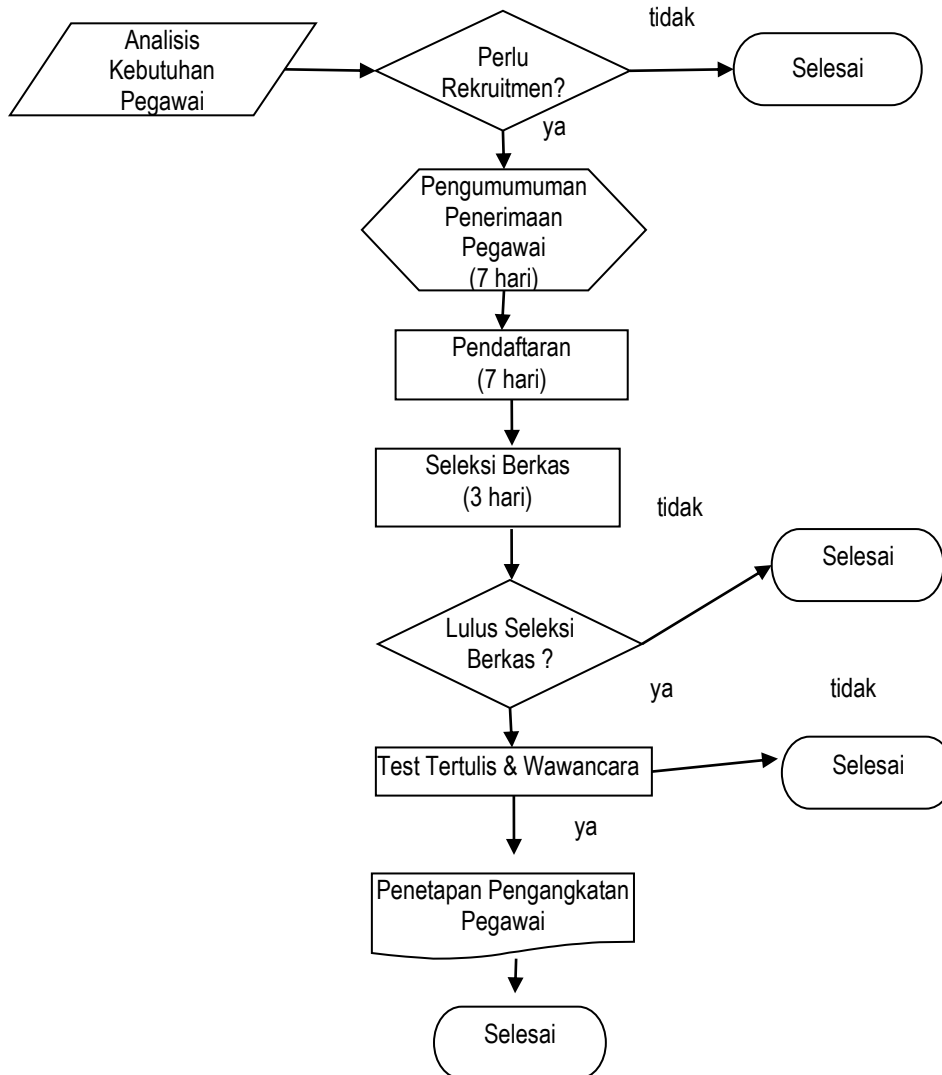 tidak
Analisis
Kebutuhan
Pegawai
Perlu
Rekruitmen?
Selesai
ya
Pengumumuman
Penerimaan
Pegawai
(7 hari)
Pendaftaran
(7 hari)
Seleksi Berkas
(3 hari)
tidak
Selesai
Lulus Seleksi
Berkas ?
ya
tidak
Test Tertulis & Wawancara
Selesai
ya
Penetapan Pengangkatan
Pegawai
Selesai